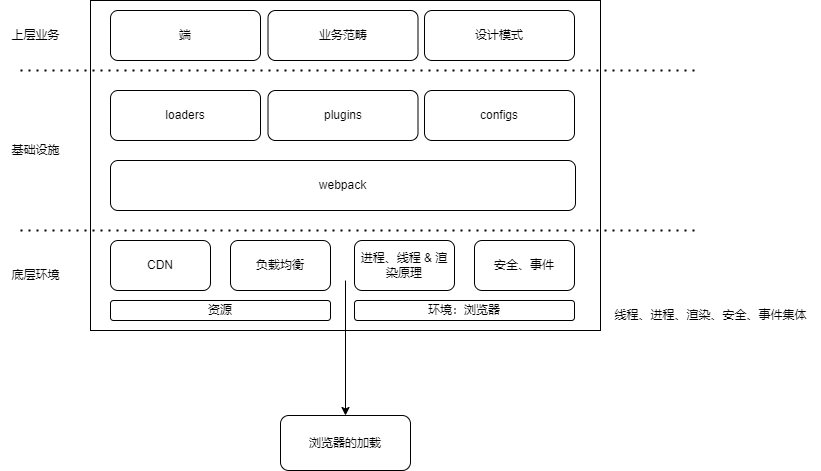 上层业务
端
业务范畴
设计模式
基础设施
loaders
plugins
configs
webpack
底层环境
CDN
负载均衡
进程、线程 & 渲
染原理
安全、事件
资源
环境：浏览器
线程、进程、渲染、安全、事件集体
浏览器的加载